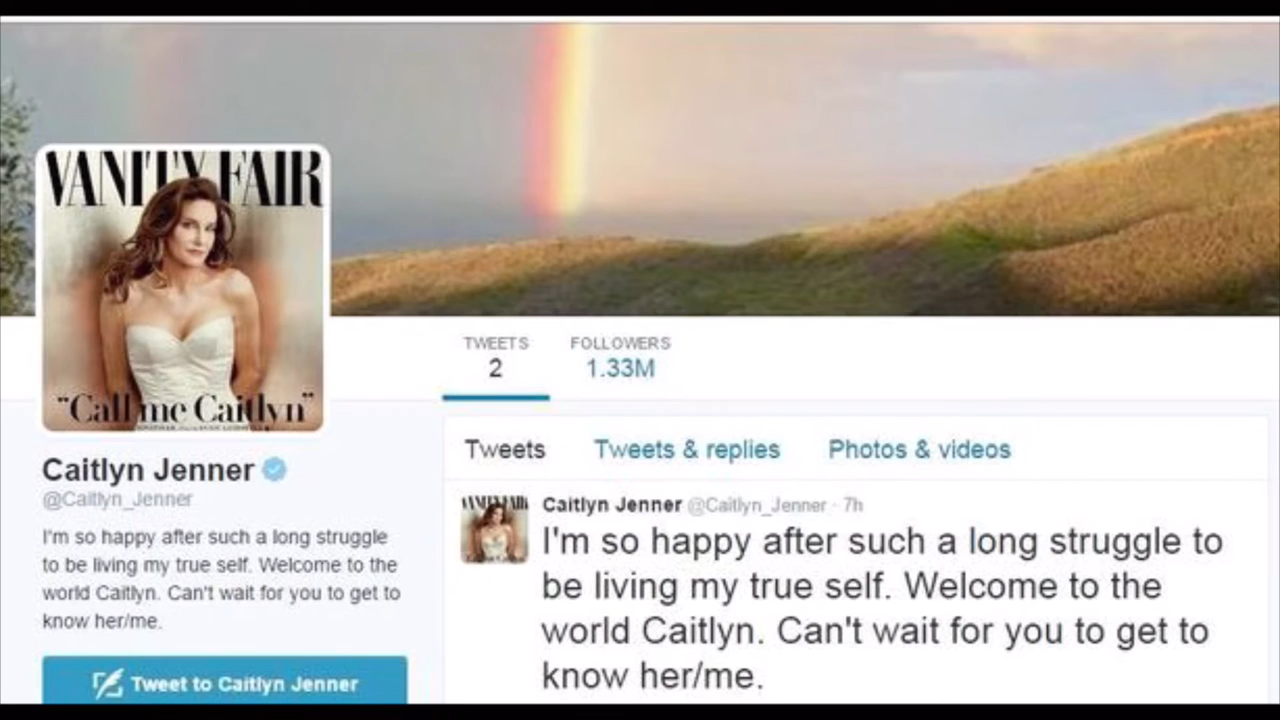 VANITY FAIR
"Call me Caitlyn"
Caitlyn Jenner
@Caitlyn_Jenner
I'm so happy after such a long struggle
to be living my true self. Welcome to the
world Caitlyn. Can't wait for you to get to
know her/me.
Tweet to Caitlyn Jenner
TWEETS
2
FOLLOWERS
1.33M
Tweets
Tweets & replies
Photos & videos
VANITY FAIR
Caitlyn Jenner @Caitlyn_Jenner · 7h
I'm so happy after such a long struggle to
be living my true self. Welcome to the
world Caitlyn. Can't wait for you to get to
know her/me.